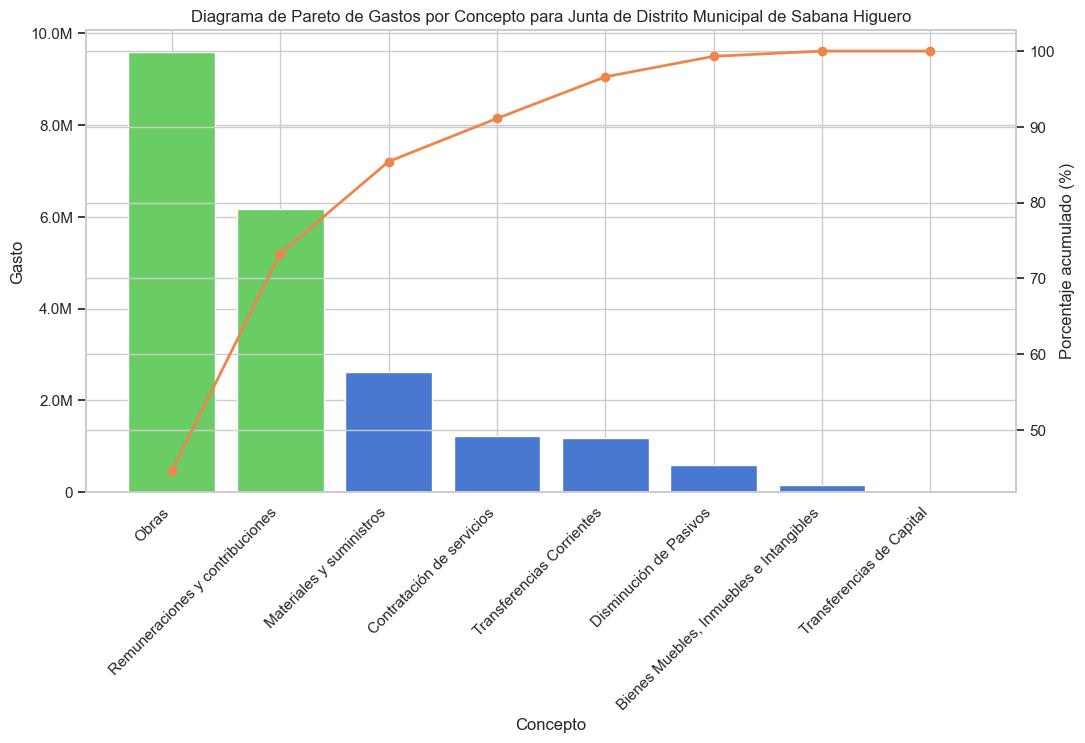 Diagrama de Pareto de Gastos por Concepto para Junta de Distrito Municipal de Sabana Higuero
10.0M
8.0M
6.0M
4.0M
2.0M
0
Gasto
100
90
80
70
60
50
Porcentaje acumulado (%)
Obras
Remuneraciones y contribuciones
Materiales y suministros
Contratación de servicios
Transferencias Corrientes
Disminución de Pasivos
Bienes Muebles, Inmuebles e Intangibles
Transferencias de Capital
Concepto